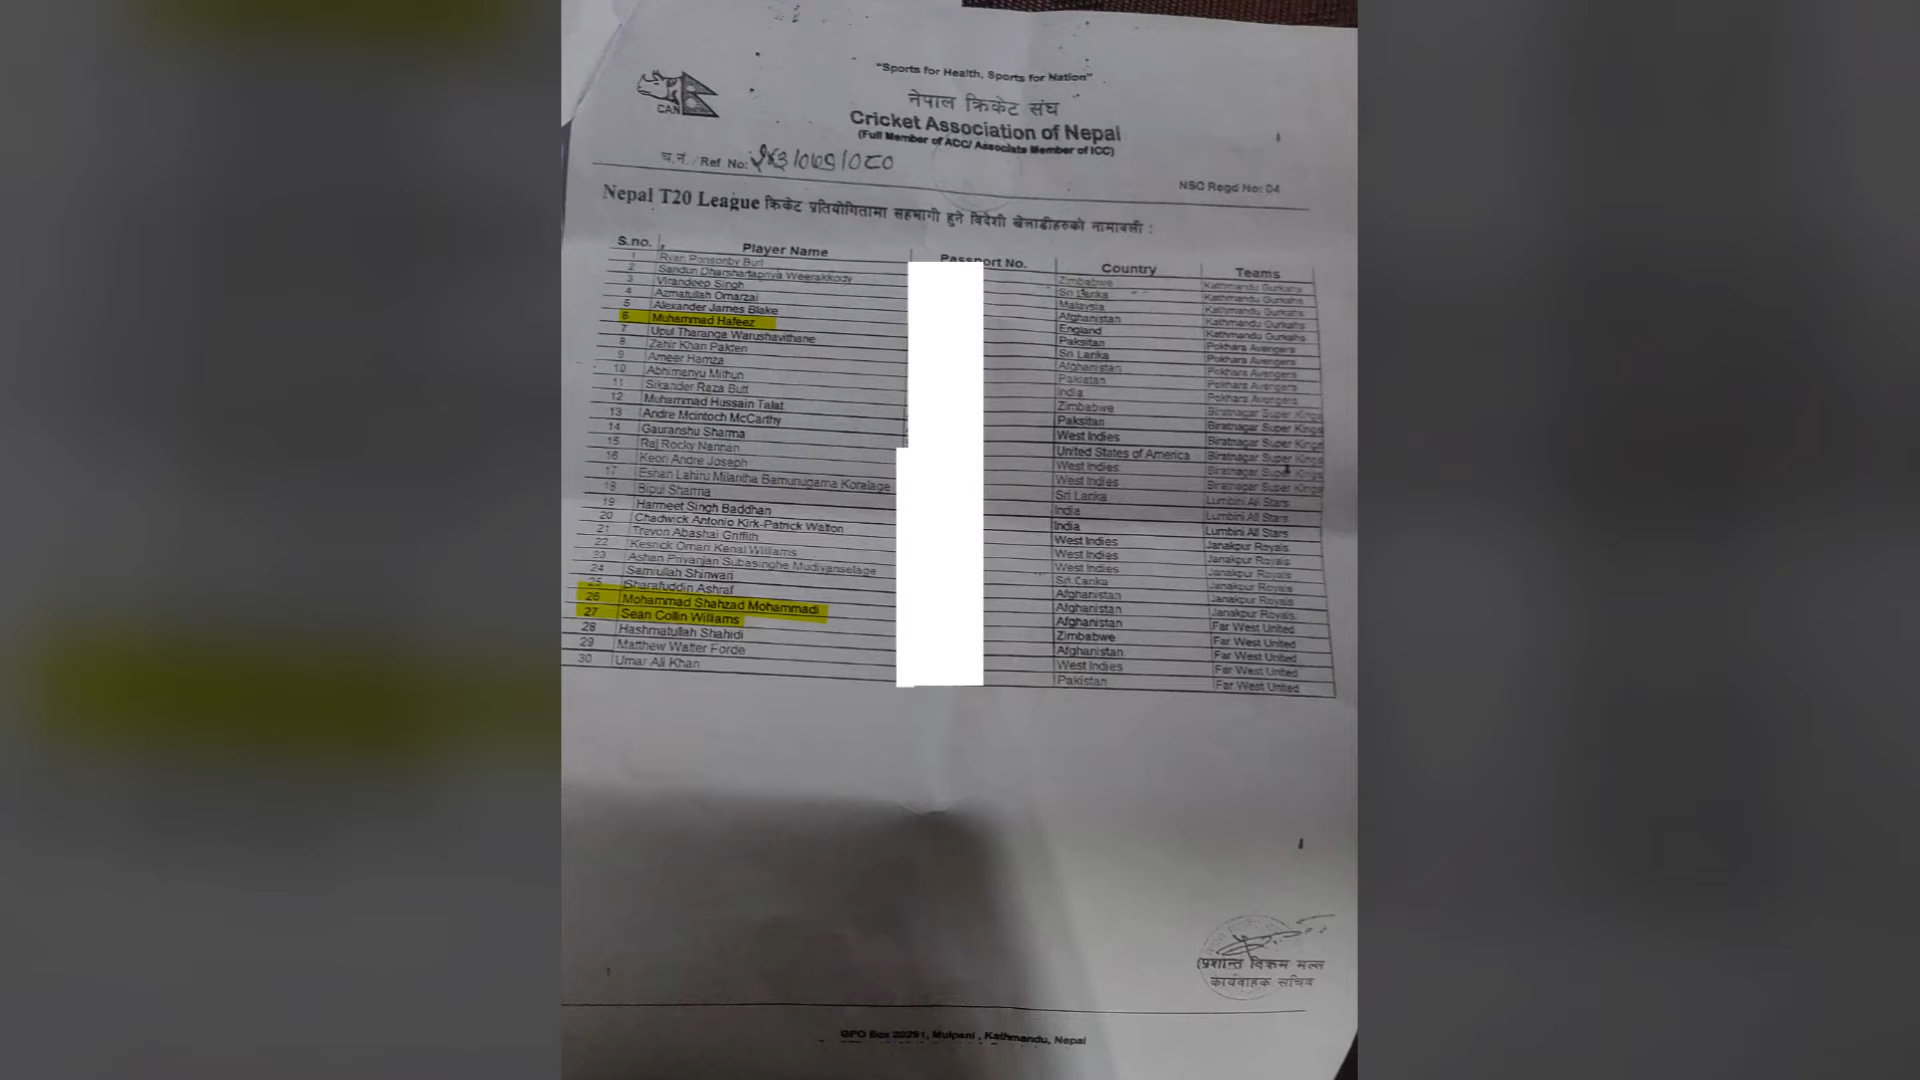 "Sports for Health, Sports for Nation"
नेपाल क्रिकेट संघ
CAN
Cricket Association of Nepal
(Full Member of ACC/ Associate Member of ICC)
च.नं./ Ref No:
NSC Regd No: 04
Nepal T20 League क्रिकेट प्रतियोगितामा सहभागी हुने विदेशी खेलाडीहरुको नामावली :
S.no. Player Name Passport No. Country Teams
1 Ryan Ponsonby Burl Zimbabwe Kathmandu Gurkahs
2 Sandun Dharshanapriya Weerakkody Sri Lanka Kathmandu Gurkahs
3 Virandeep Singh Malaysia Kathmandu Gurkahs
4 Azmatullah Omarzai Afghanistan Kathmandu Gurkahs
5 Alexander James Blake England Kathmandu Gurkahs
6 Muhammad Hafeez Paksitan Pokhara Avengers
7 Upul Tharanga Warushavithane Sri Lanka Pokhara Avengers
8 Zahir Khan Pakten Afghanistan Pokhara Avengers
9 Ameer Hamza Pakistan Pokhara Avengers
10 Abhimanyu Mithun India Pokhara Avengers
11 Sikander Raza Butt Zimbabwe Biratnagar Super Kings
12 Muhammad Hussain Talat Paksitan Biratnagar Super Kings
13 Andre Mcintoch McCarthy West Indies Biratnagar Super Kings
14 Gauranshu Sharma United States of America Biratnagar Super Kings
15 Raj Rocky Nannan West Indies Biratnagar Super Kings
16 Keon Andre Joseph West Indies Biratnagar Super Kings
17 Eshan Lahiru Milantha Bamunugama Koralage Sri Lanka Lumbini All Stars
18 Bipul Sharma India Lumbini All Stars
19 Harmeet Singh Baddhan India Lumbini All Stars
20 Chadwick Antonio Kirk-Patrick Walton West Indies Janakpur Royals
21 Trevon Abashai Griffith West Indies Janakpur Royals
22 Kesrick Omari Kenal Williams West Indies Janakpur Royals
23 Ashan Priyanjan Subasinghe Mudiyanselage Sri Lanka Janakpur Royals
24 Samiullah Shinwari Afghanistan Janakpur Royals
25 Sharafuddin Ashraf Afghanistan Janakpur Royals
26 Mohammad Shahzad Mohammadi Afghanistan Far West United
27 Sean Collin Williams Zimbabwe Far West United
28 Hashmatullah Shahidi Afghanistan Far West United
29 Matthew Walter Forde West Indies Far West United
30 Umar Ali Khan Pakistan Far West United
(प्रशान्त विक्रम मल्ल
कार्यवाहक सचिव
GPO Box 20291, Mulpani , Kathmandu, Nepal